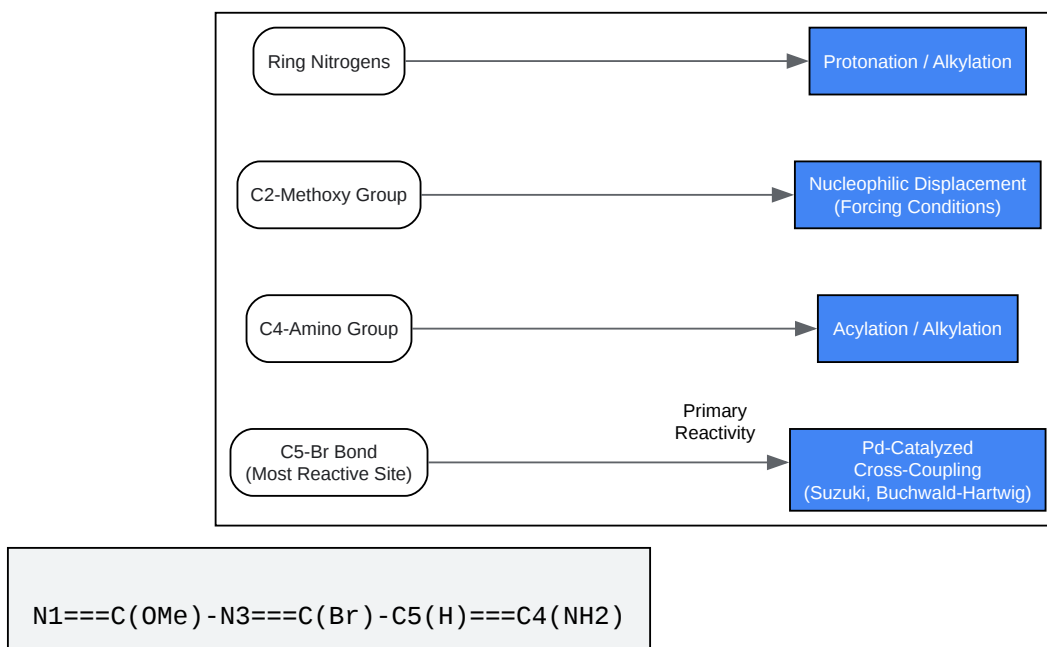 Ring Nitrogens
Protonation / Alkylation
C2-Methoxy Group
Nucleophilic Displacement
(Forcing Conditions)
C4-Amino Group
Acylation / Alkylation
C5-Br Bond
(Most Reactive Site)
Primary
Reactivity
Pd-Catalyzed
Cross-Coupling
(Suzuki, Buchwald-Hartwig)
N1===C(OMe)-N3===C(Br)-C5(H)===C4(NH2)